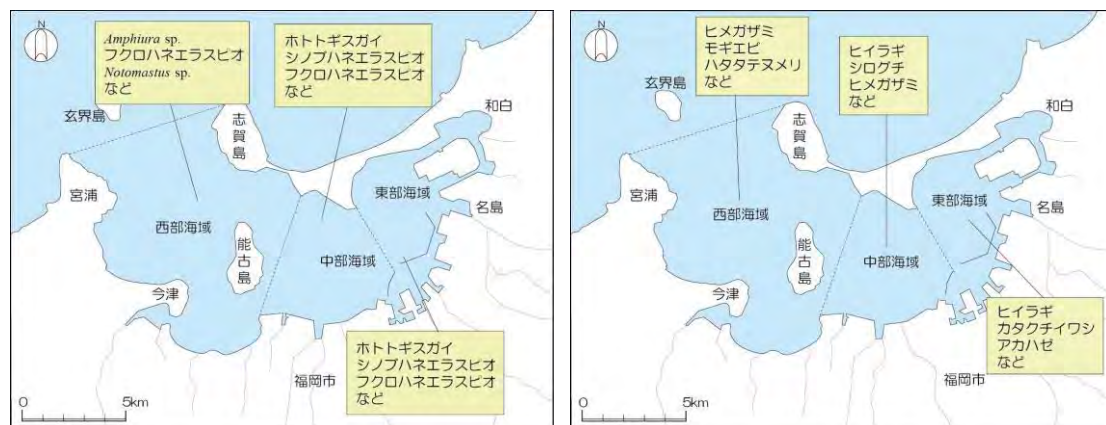 N
Amphiura sp.
フクロハネエラスピオ
Notomastus sp.
など
ホトトギスガイ
シノブハネエラスピオ
フクロハネエラスピオ
など
玄界島
志賀島
和白
宮浦
東部海域
名島
西部海域
能古島
中部海域
今津
ホトトギスガイ
シノブハネエラスピオ
フクロハネエラスピオ
など
福岡市
0
5km
N
ヒメガザミ
モギエビ
ハタタテヌメリ
など
ヒイラギ
シログチ
ヒメガザミ
など
玄界島
志賀島
和白
宮浦
東部海域
名島
西部海域
能古島
中部海域
今津
ヒイラギ
カタクチイワシ
アカハゼ
など
福岡市
0
5km